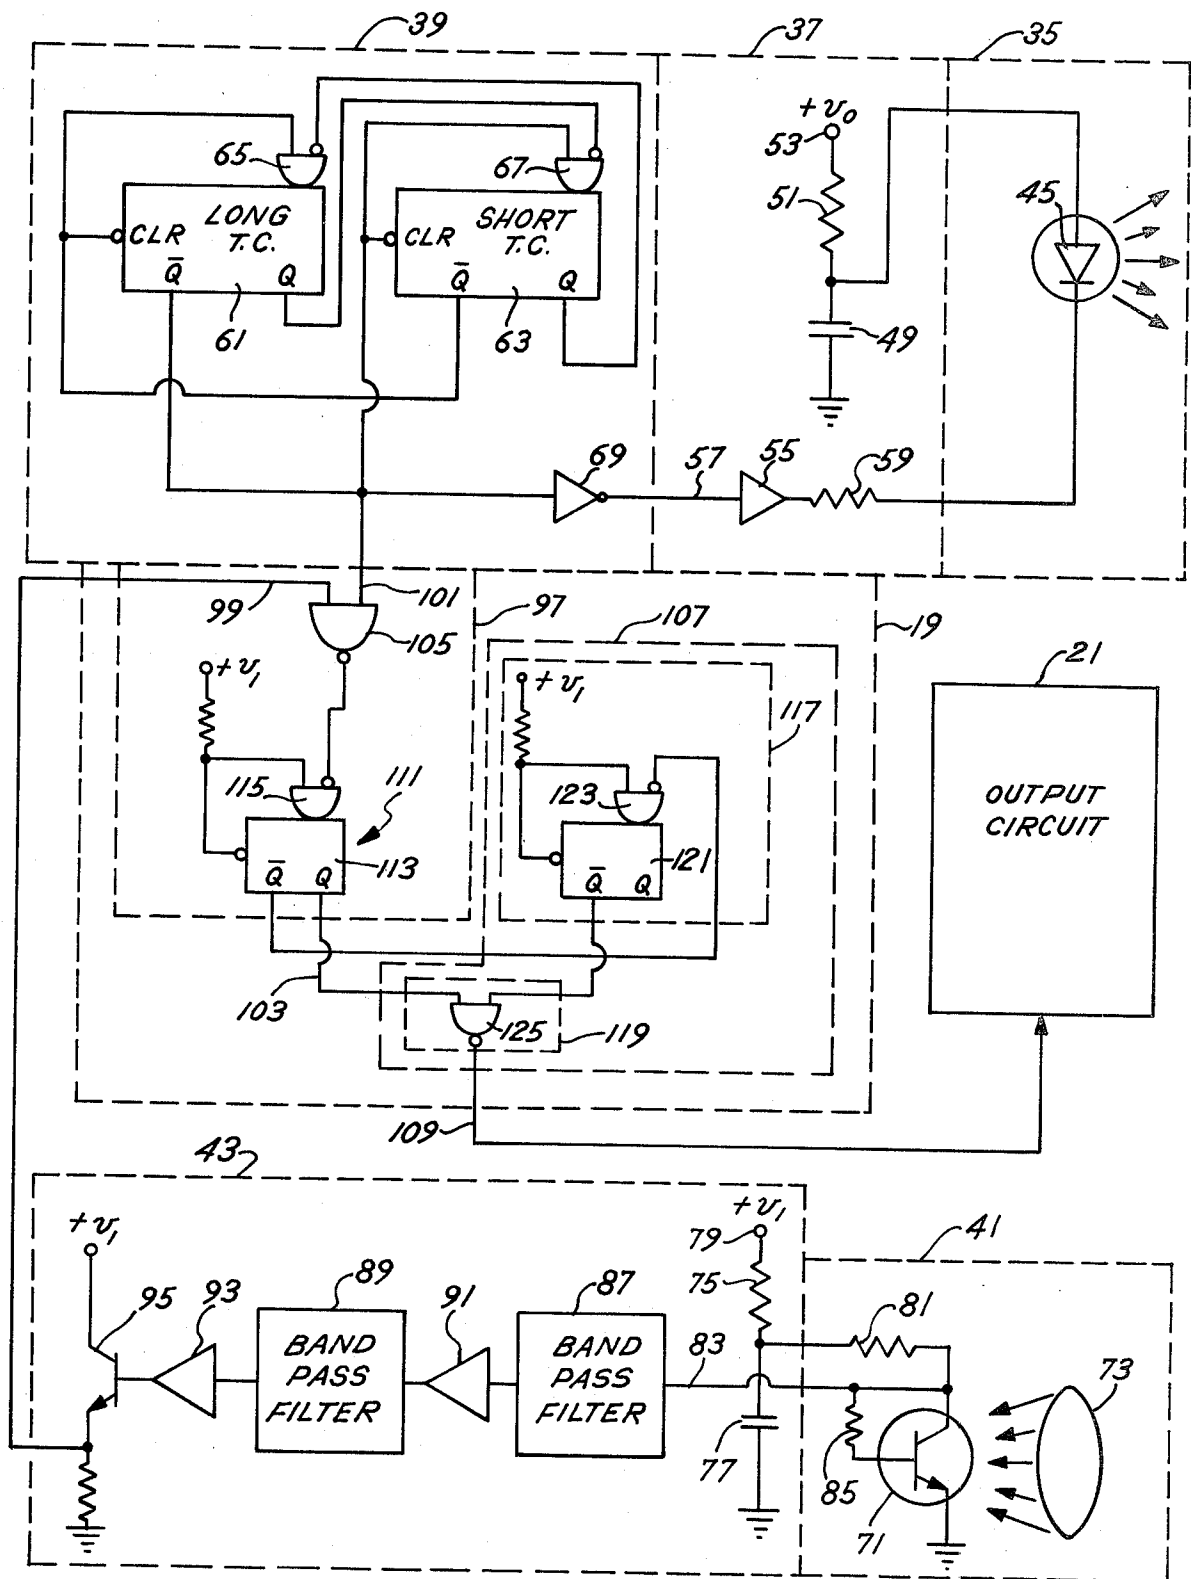 39
37
35
+v₀
53
65
67
51
45
LONG
T.C.
SHORT
T.C.
CLR
CLR
Q̅
Q
Q̅
Q
61
63
49
69
57
55
59
99
101
97
107
19
105
21
+v₁
+v₁
117
115
111
123
OUTPUT
CIRCUIT
113
121
Q̅
Q
Q̅
Q
103
125
119
109
43
+v₁
+v₁
41
79
95
93
89
91
87
75
81
BAND
PASS
FILTER
BAND
PASS
FILTER
83
73
77
85
71